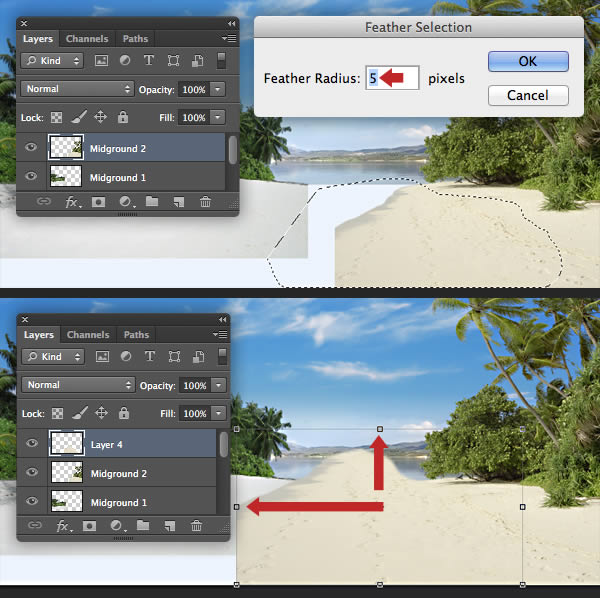 Layers Channels Paths
Kind
Normal Opacity: 100%
Lock: Fill: 100%
Midground 2
Midground 1
fx
Feather Selection
Feather Radius: 5 pixels
OK
Cancel
Layers Channels Paths
Kind
Normal Opacity: 100%
Lock: Fill: 100%
Layer 4
Midground 2
Midground 1
fx